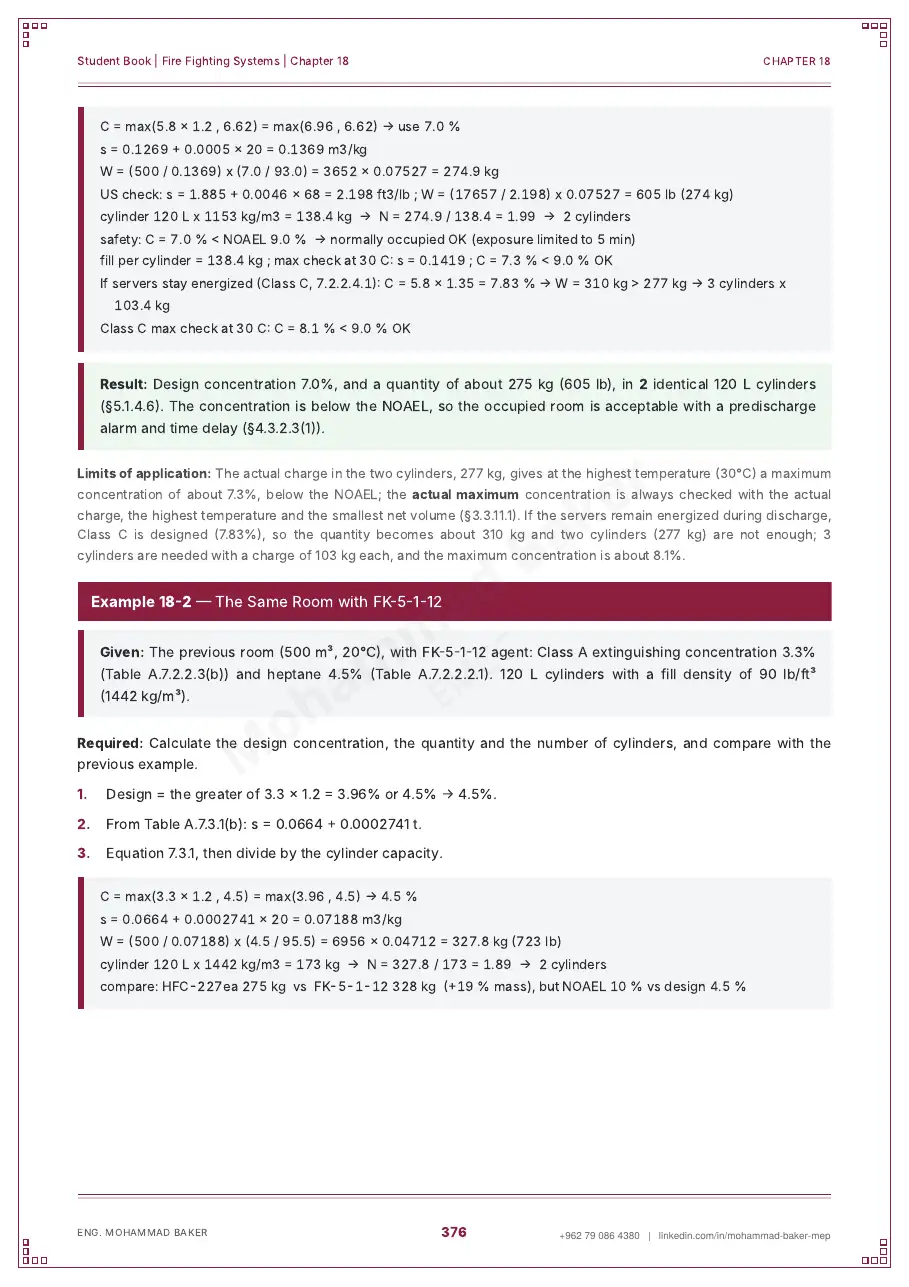 Student Book | Fire Fighting Systems | Chapter 18
CHAPTER 18
C = max(5.8 × 1.2 , 6.62) = max(6.96 , 6.62) → use 7.0 %
s = 0.1269 + 0.0005 × 20 = 0.1369 m3/kg
W = (500 / 0.1369) x (7.0 / 93.0) = 3652 × 0.07527 = 274.9 kg
US check: s = 1.885 + 0.0046 × 68 = 2.198 ft3/lb ; W = (17657 / 2.198) x 0.07527 = 605 lb (274 kg)
cylinder 120 L x 1153 kg/m3 = 138.4 kg → N = 274.9 / 138.4 = 1.99 → 2 cylinders
safety: C = 7.0 % < NOAEL 9.0 % → normally occupied OK (exposure limited to 5 min)
fill per cylinder = 138.4 kg ; max check at 30 C: s = 0.1419 ; C = 7.3 % < 9.0 % OK
If servers stay energized (Class C, 7.2.2.4.1): C = 5.8 × 1.35 = 7.83 % → W = 310 kg > 277 kg → 3 cylinders x
103.4 kg
Class C max check at 30 C: C = 8.1 % < 9.0 % OK
Result: Design concentration 7.0%, and a quantity of about 275 kg (605 lb), in 2 identical 120 L cylinders
(§5.1.4.6). The concentration is below the NOAEL, so the occupied room is acceptable with a predischarge
alarm and time delay (§4.3.2.3(1)).
Limits of application: The actual charge in the two cylinders, 277 kg, gives at the highest temperature (30°C) a maximum
concentration of about 7.3%, below the NOAEL; the actual maximum concentration is always checked with the actual
charge, the highest temperature and the smallest net volume (§3.3.11.1). If the servers remain energized during discharge,
Class C is designed (7.83%), so the quantity becomes about 310 kg and two cylinders (277 kg) are not enough; 3
cylinders are needed with a charge of 103 kg each, and the maximum concentration is about 8.1%.
Example 18-2 — The Same Room with FK-5-1-12
Given: The previous room (500 m³, 20°C), with FK-5-1-12 agent: Class A extinguishing concentration 3.3%
(Table A.7.2.2.3(b)) and heptane 4.5% (Table A.7.2.2.2.1). 120 L cylinders with a fill density of 90 lb/ft³
(1442 kg/m³).
Required: Calculate the design concentration, the quantity and the number of cylinders, and compare with the
previous example.
1. Design = the greater of 3.3 × 1.2 = 3.96% or 4.5% → 4.5%.
2. From Table A.7.3.1(b): s = 0.0664 + 0.0002741 t.
3. Equation 7.3.1, then divide by the cylinder capacity.
C = max(3.3 × 1.2 , 4.5) = max(3.96 , 4.5) → 4.5 %
s = 0.0664 + 0.0002741 × 20 = 0.07188 m3/kg
W = (500 / 0.07188) x (4.5 / 95.5) = 6956 × 0.04712 = 327.8 kg (723 lb)
cylinder 120 L x 1442 kg/m3 = 173 kg → N = 327.8 / 173 = 1.89 → 2 cylinders
compare: HFC-227ea 275 kg vs FK-5-1-12 328 kg (+19 % mass), but NOAEL 10 % vs design 4.5 %
ENG. MOHAMMAD BAKER
376
+962 79 086 4380 | linkedin.com/in/mohammad-baker-mep